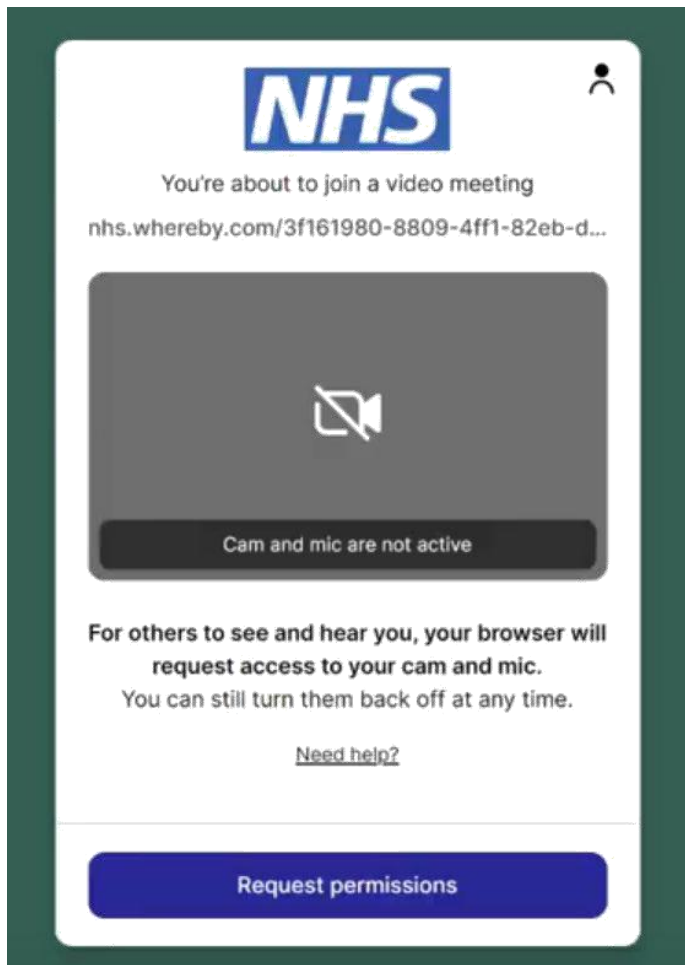 NHS
You're about to join a video meeting
nhs.whereby.com/3f161980-8809-4ff1-82eb-d...
Cam and mic are not active
For others to see and hear you, your browser will
request access to your cam and mic.
You can still turn them back off at any time.
Need help?
Request permissions